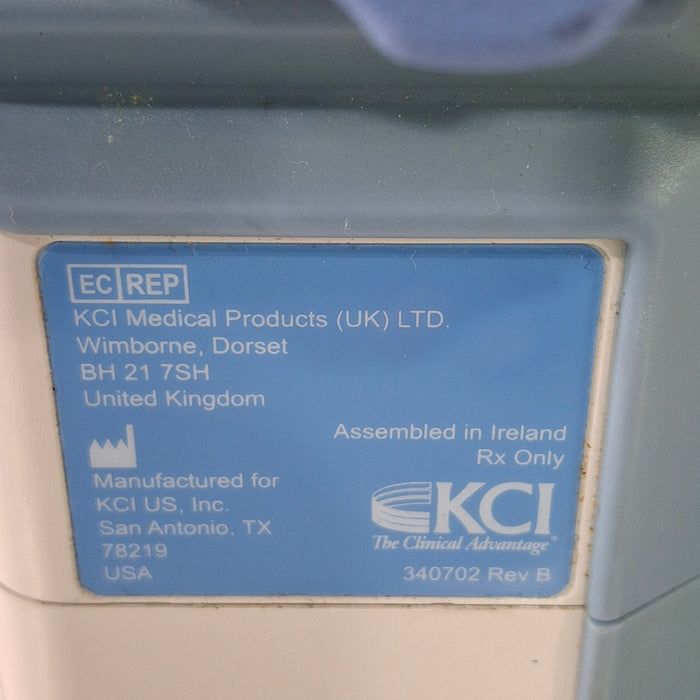 EC REP
KCI Medical Products (UK) LTD.
Wimborne, Dorset
BH 21 7SH
United Kingdom
Assembled in Ireland
Rx Only
Manufactured for
KCI US, Inc.
San Antonio, TX
78219
USA
KCI
The Clinical Advantage
340702 Rev B